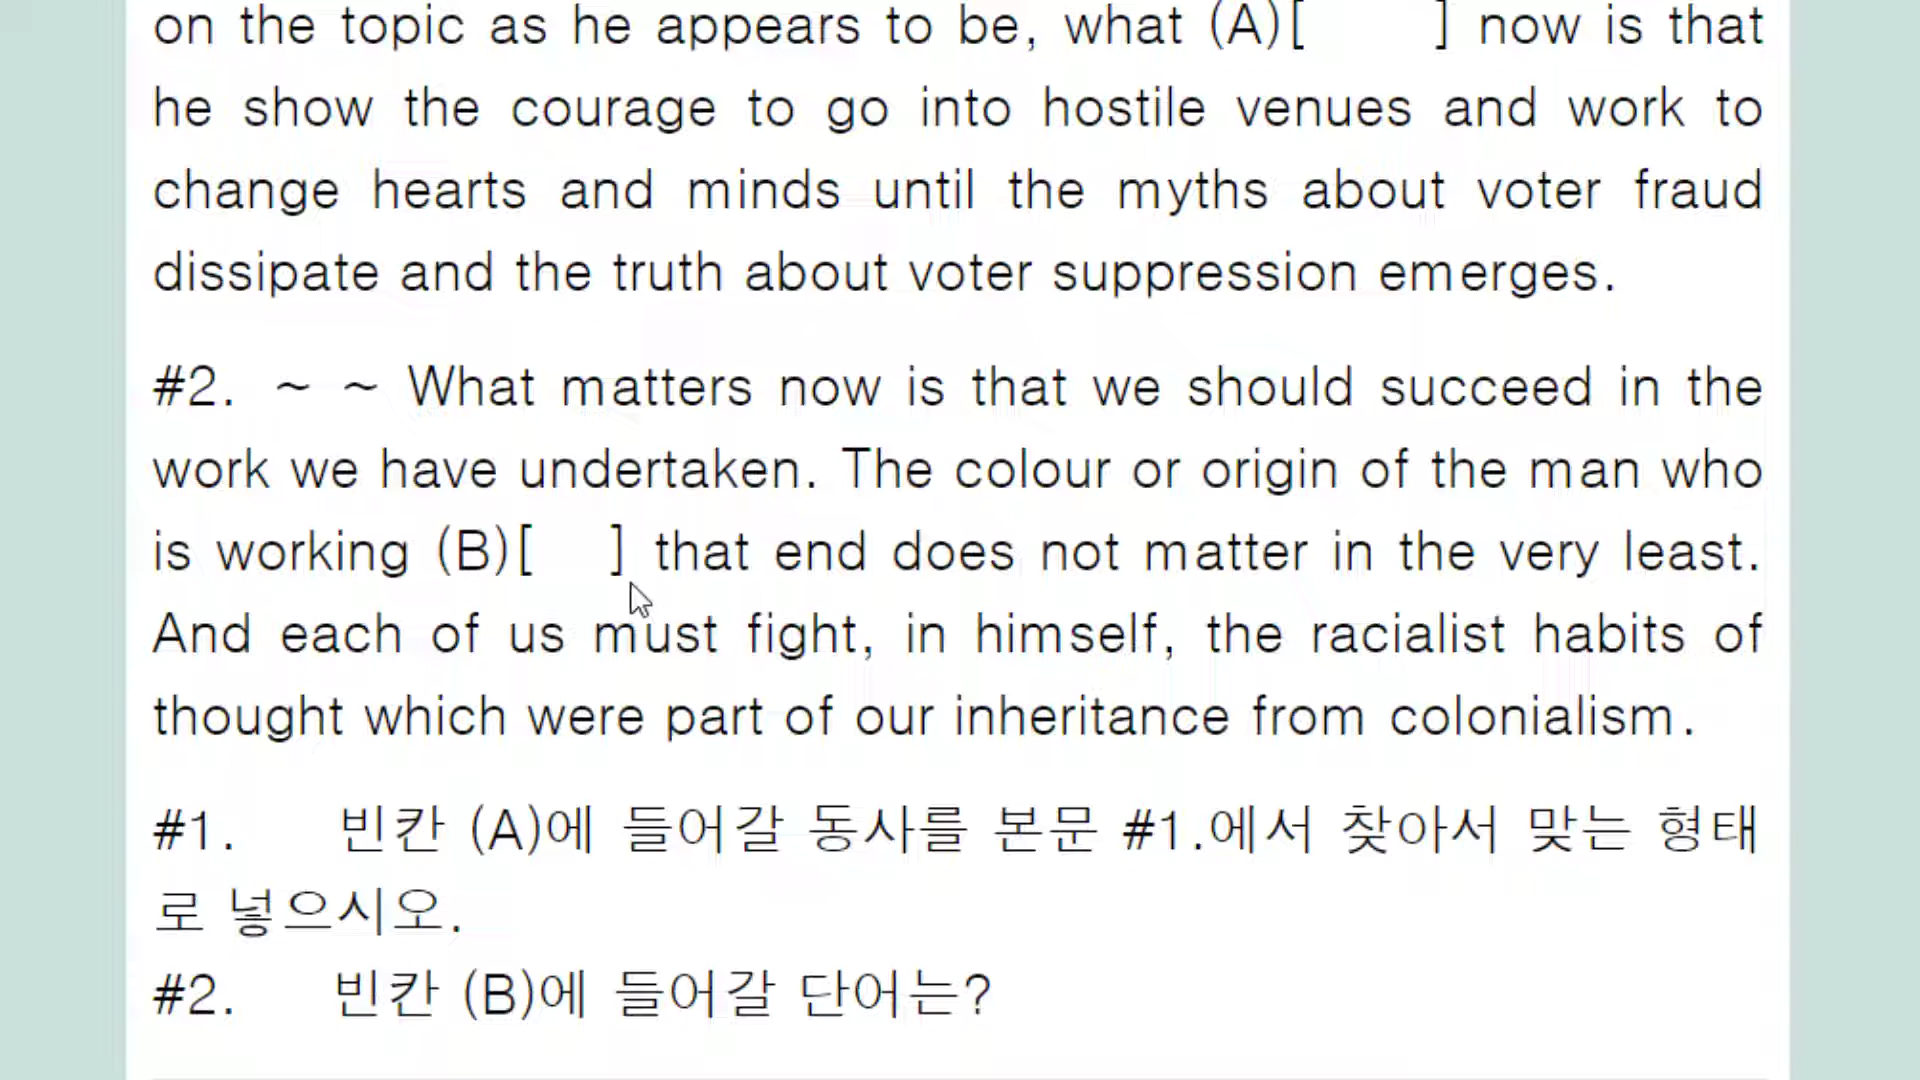 on the topic as he appears to be, what (A)[ ] now is that
he show the courage to go into hostile venues and work to
change hearts and minds until the myths about voter fraud
dissipate and the truth about voter suppression emerges.
#2. ~ ~ What matters now is that we should succeed in the
work we have undertaken. The colour or origin of the man who
is working (B)[ ] that end does not matter in the very least.
And each of us must fight, in himself, the racialist habits of
thought which were part of our inheritance from colonialism.
#1. 빈칸 (A)에 들어갈 동사를 본문 #1.에서 찾아서 맞는 형태
로 넣으시오.
#2. 빈칸 (B)에 들어갈 단어는?